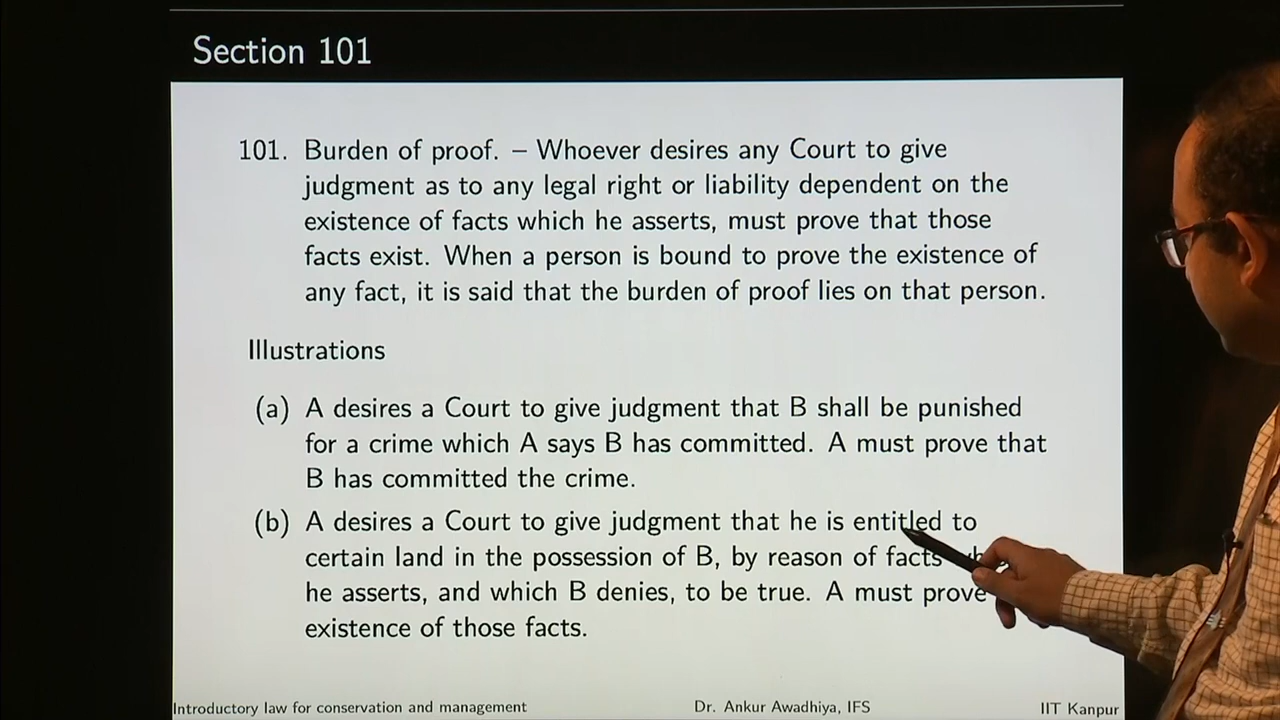 Section 101
101. Burden of proof. – Whoever desires any Court to give
judgment as to any legal right or liability dependent on the
existence of facts which he asserts, must prove that those
facts exist. When a person is bound to prove the existence of
any fact, it is said that the burden of proof lies on that person.
Illustrations
(a) A desires a Court to give judgment that B shall be punished
for a crime which A says B has committed. A must prove that
B has committed the crime.
(b) A desires a Court to give judgment that he is entitled to
certain land in the possession of B, by reason of facts
he asserts, and which B denies, to be true. A must prove
existence of those facts.
Introductory law for conservation and management Dr. Ankur Awadhiya, IFS IIT Kanpur